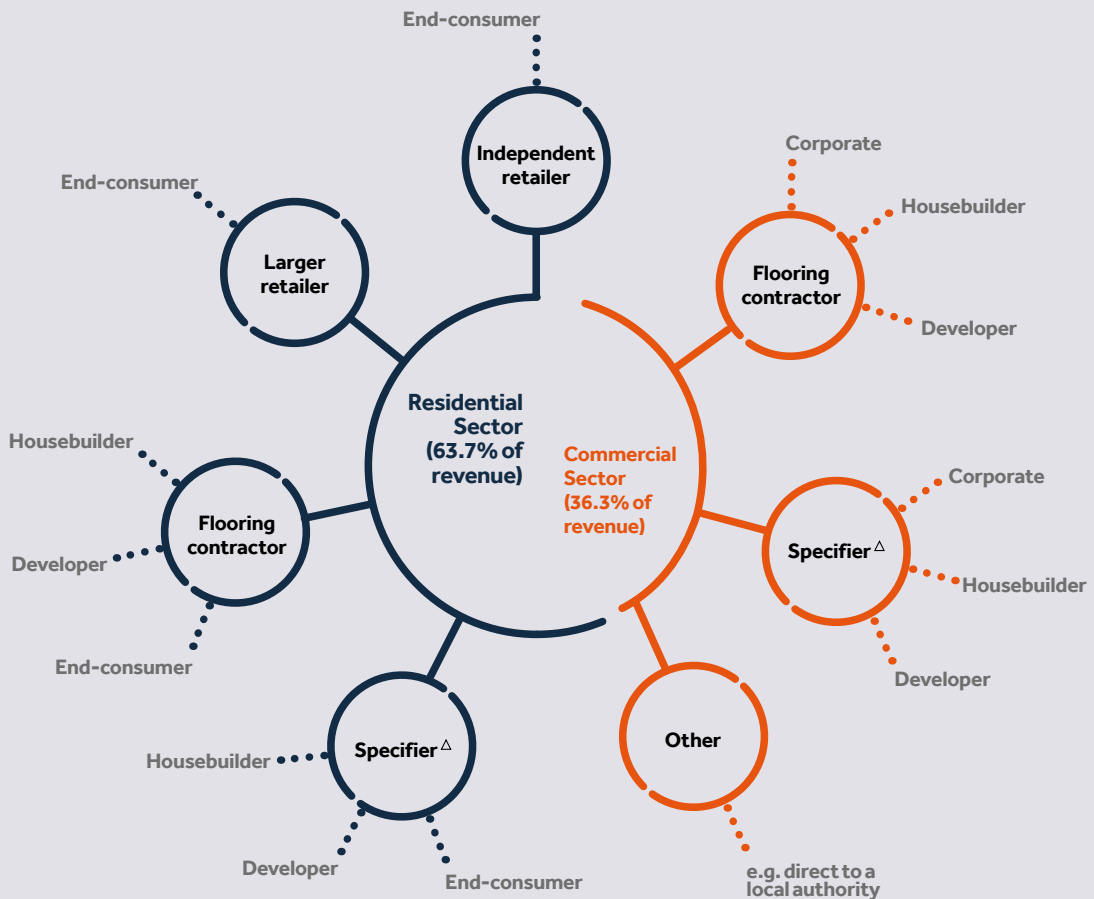 End-consumer
Independent
retailer
End-consumer
Larger
retailer
Corporate
Housebuilder
Flooring
contractor
Developer
Residential
Sector
(63.7% of
revenue)
Commercial
Sector
(36.3% of
revenue)
Housebuilder
Flooring
contractor
Developer
End-consumer
Corporate
Specifier △
Housebuilder
Developer
Specifier △
Housebuilder
Developer
End-consumer
Other
e.g. direct to a
local authority